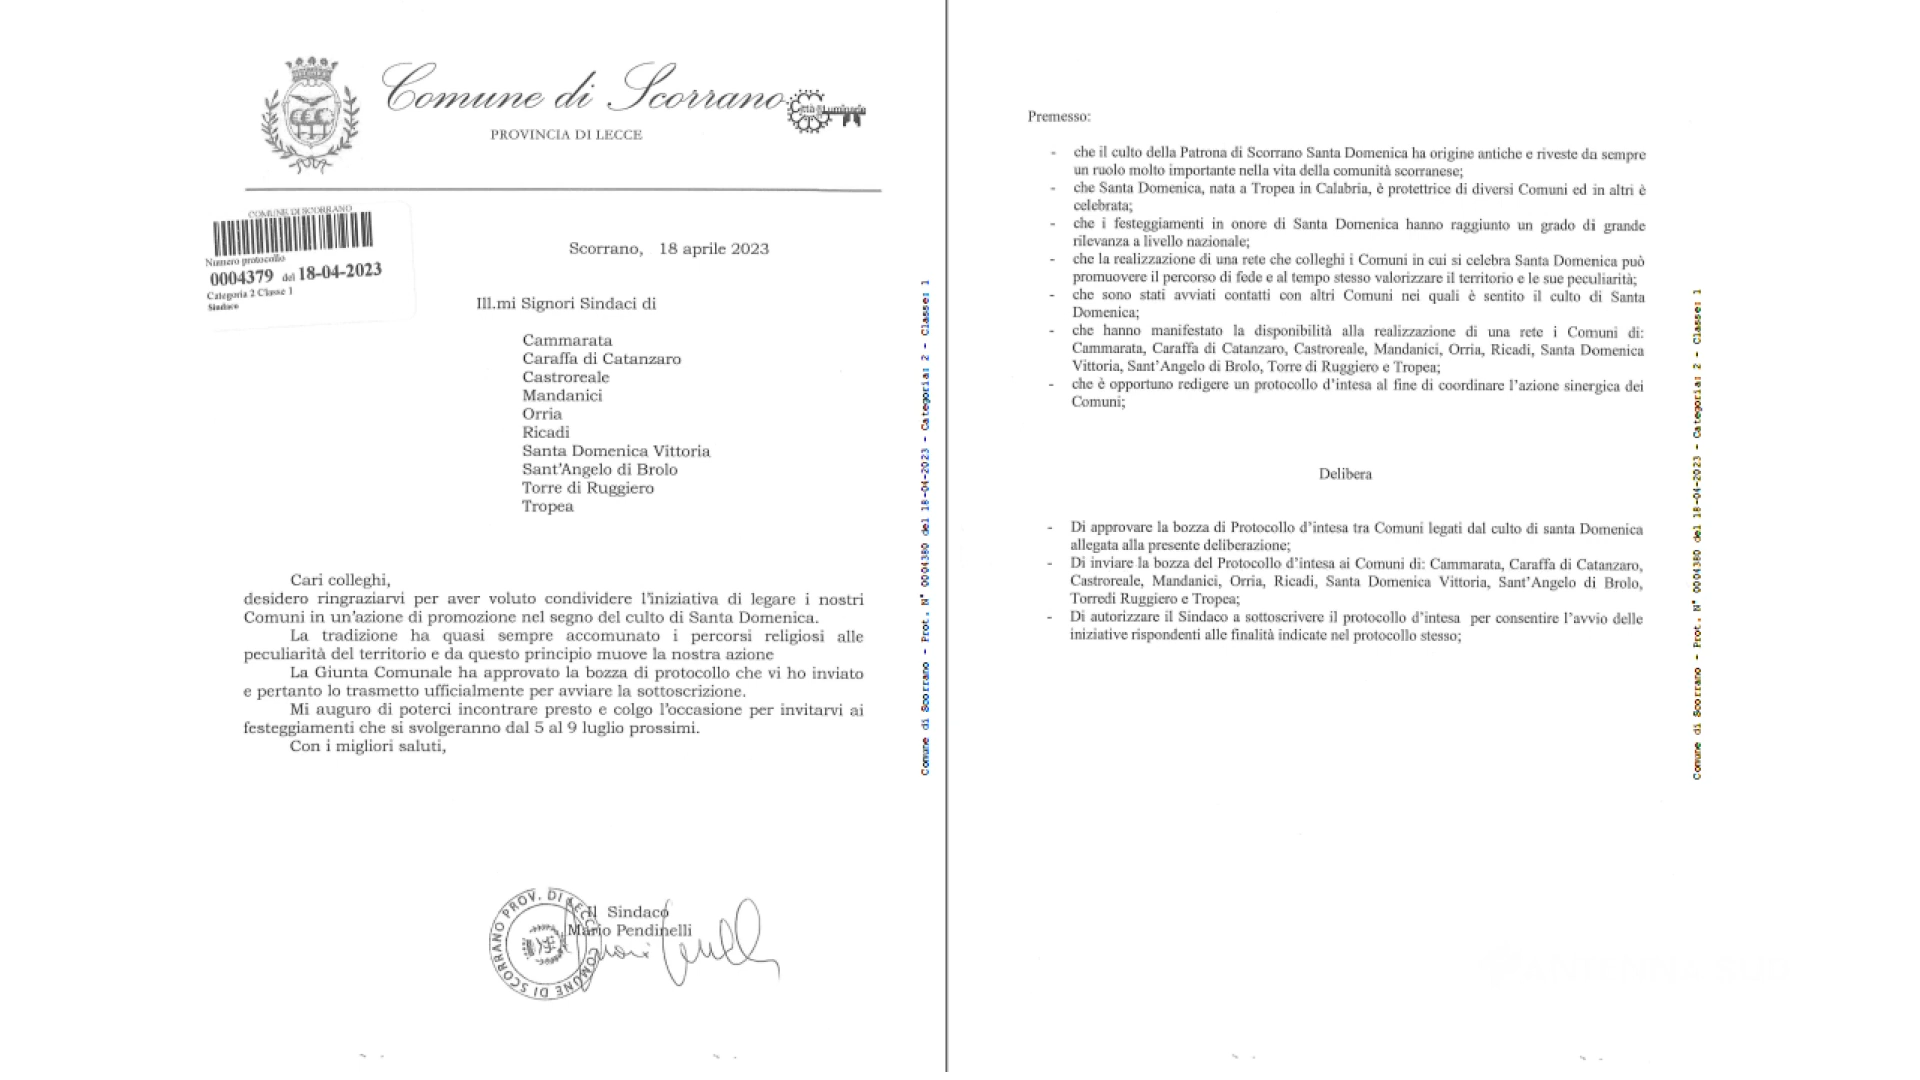 Comune di Scorrano
Città di Luminarie
PROVINCIA DI LECCE
COMUNE DI SCORRANO
Numero protocollo
0004379 del 18-04-2023
Categoria 2 Classe 1
Sindaco
Scorrano, 18 aprile 2023
Ill.mi Signori Sindaci di
Cammarata
Caraffa di Catanzaro
Castroreale
Mandanici
Orria
Ricadi
Santa Domenica Vittoria
Sant'Angelo di Brolo
Torre di Ruggiero
Tropea
Cari colleghi,
desidero ringraziarvi per aver voluto condividere l'iniziativa di legare i nostri
Comuni in un'azione di promozione nel segno del culto di Santa Domenica.
La tradizione ha quasi sempre accomunato i percorsi religiosi alle
peculiarità del territorio e da questo principio muove la nostra azione
La Giunta Comunale ha approvato la bozza di protocollo che vi ho inviato
e pertanto lo trasmetto ufficialmente per avviare la sottoscrizione.
Mi auguro di poterci incontrare presto e colgo l'occasione per invitarvi ai
festeggiamenti che si svolgeranno dal 5 al 9 luglio prossimi.
Con i migliori saluti,
Il Sindaco
Mario Pendinelli
COMUNE DI SCORRANO PROV. DI LECCE
Comune di Scorrano - Prot. N° 0004380 del 18-04-2023 - Categoria: 2 - Classe: 1
Premesso:
- che il culto della Patrona di Scorrano Santa Domenica ha origine antiche e riveste da sempre
un ruolo molto importante nella vita della comunità scorranese;
- che Santa Domenica, nata a Tropea in Calabria, è protettrice di diversi Comuni ed in altri è
celebrata;
- che i festeggiamenti in onore di Santa Domenica hanno raggiunto un grado di grande
rilevanza a livello nazionale;
- che la realizzazione di una rete che colleghi i Comuni in cui si celebra Santa Domenica può
promuovere il percorso di fede e al tempo stesso valorizzare il territorio e le sue peculiarità;
- che sono stati avviati contatti con altri Comuni nei quali è sentito il culto di Santa
Domenica;
- che hanno manifestato la disponibilità alla realizzazione di una rete i Comuni di:
Cammarata, Caraffa di Catanzaro, Castroreale, Mandanici, Orria, Ricadi, Santa Domenica
Vittoria, Sant'Angelo di Brolo, Torre di Ruggiero e Tropea;
- che è opportuno redigere un protocollo d'intesa al fine di coordinare l'azione sinergica dei
Comuni;
Delibera
- Di approvare la bozza di Protocollo d'intesa tra Comuni legati dal culto di santa Domenica
allegata alla presente deliberazione;
- Di inviare la bozza del Protocollo d'intesa ai Comuni di: Cammarata, Caraffa di Catanzaro,
Castroreale, Mandanici, Orria, Ricadi, Santa Domenica Vittoria, Sant'Angelo di Brolo,
Torredi Ruggiero e Tropea;
- Di autorizzare il Sindaco a sottoscrivere il protocollo d'intesa per consentire l'avvio delle
iniziative rispondenti alle finalità indicate nel protocollo stesso;
Comune di Scorrano - Prot. N° 0004380 del 18-04-2023 - Categoria: 2 - Classe: 1